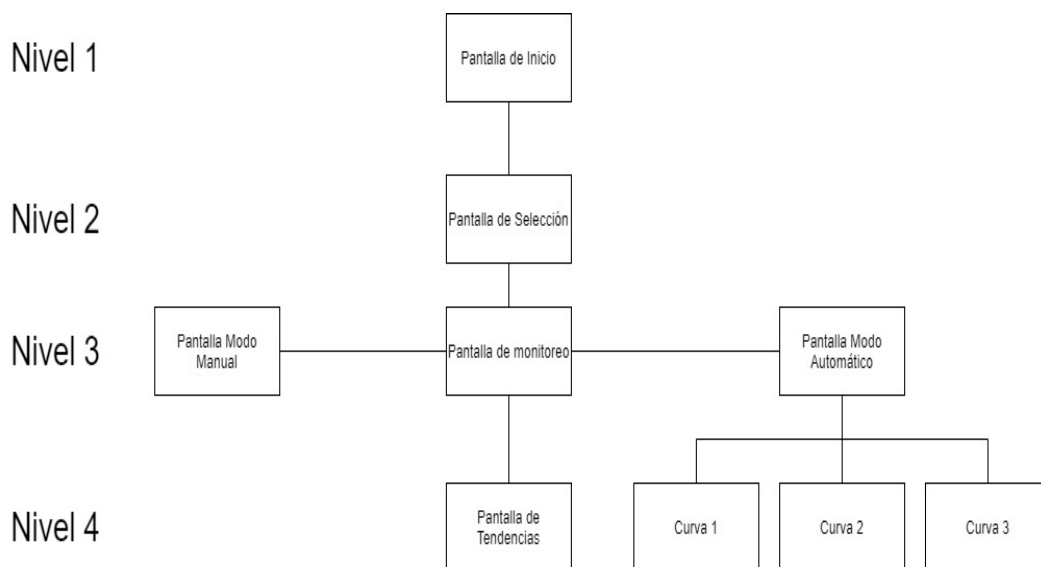 Nivel 1
Pantalla de Inicio
Nivel 2
Pantalla de Selección
Nivel 3
Pantalla Modo
Manual
Pantalla de monitoreo
Pantalla Modo
Automático
Nivel 4
Pantalla de
Tendencias
Curva 1
Curva 2
Curva 3